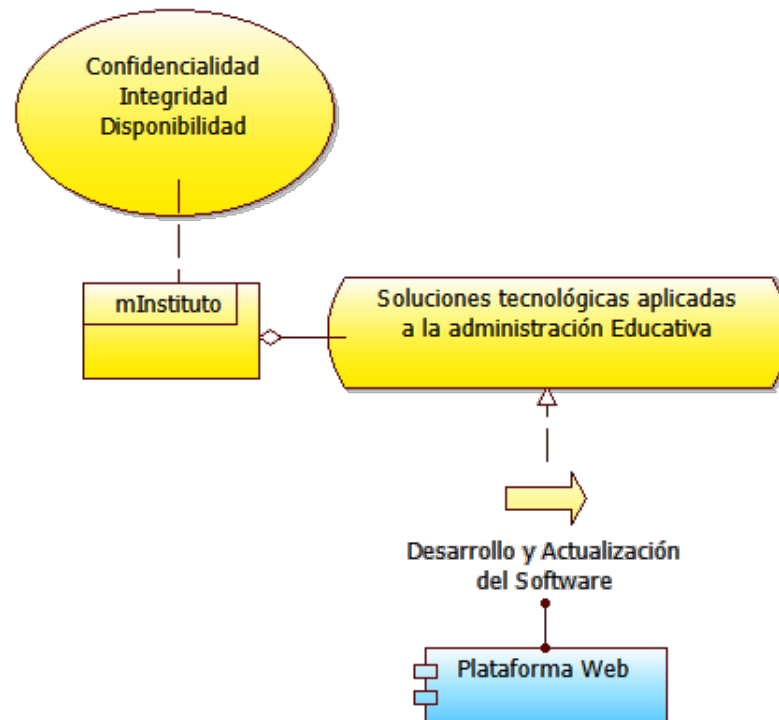 Confidencialidad
Integridad
Disponibilidad
mInstituto
Soluciones tecnológicas aplicadas
a la administración Educativa
Desarrollo y Actualización
del Software
Plataforma Web